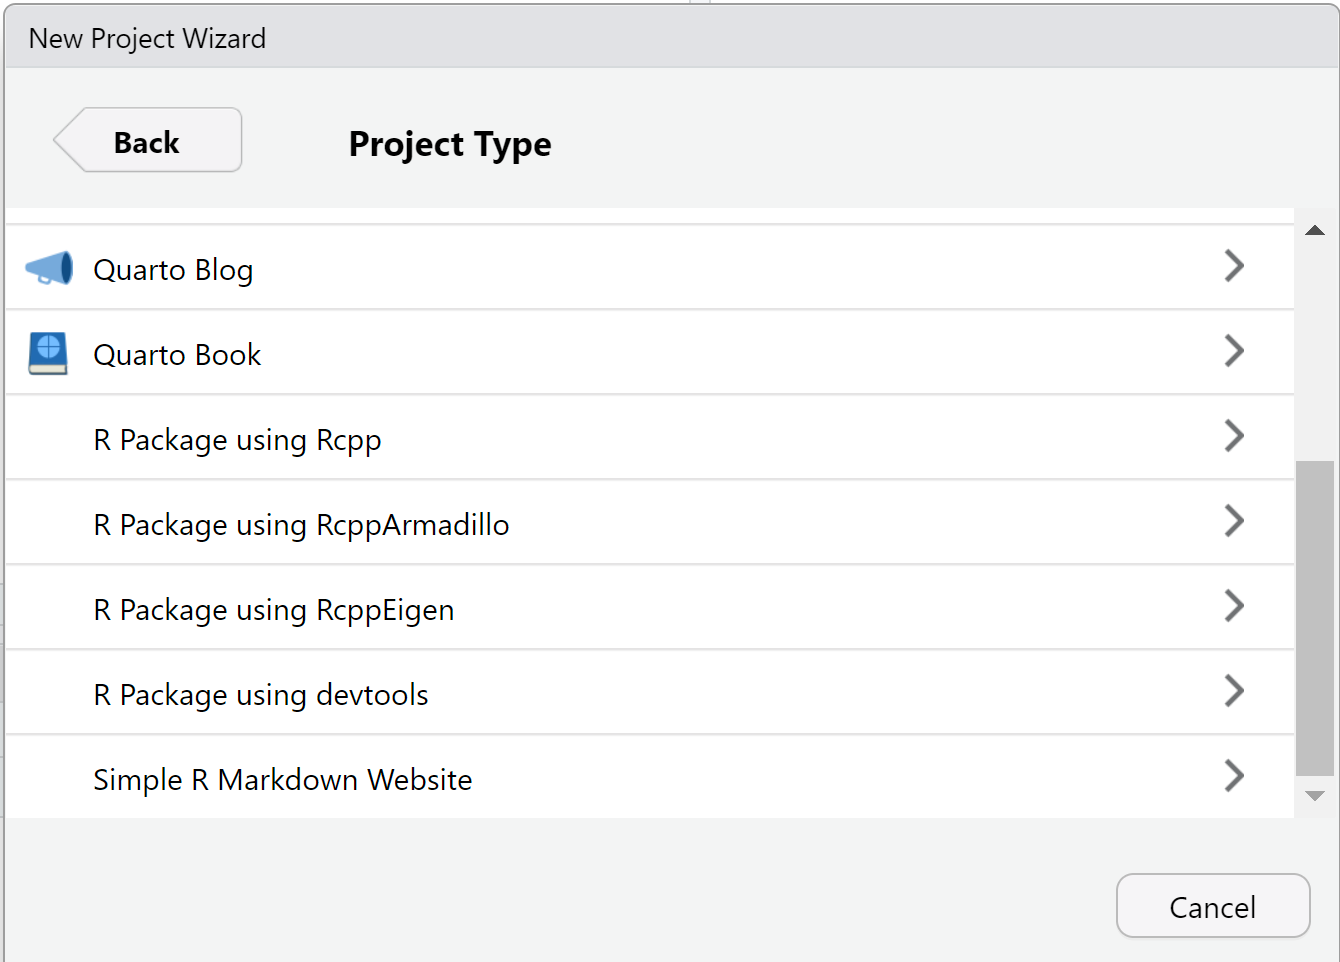 New Project Wizard
Back
Project Type
Quarto Blog
Quarto Book
R Package using Rcpp
R Package using RcppArmadillo
R Package using RcppEigen
R Package using devtools
Simple R Markdown Website
Cancel